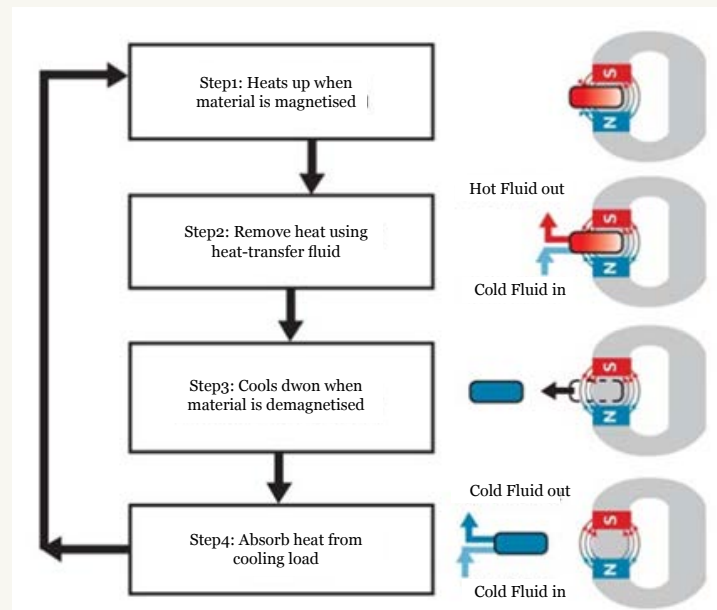 Step1: Heats up when
material is magnetised
S
N
Hot Fluid out
Step2: Remove heat using
heat-transfer fluid
S
N
Cold Fluid in
Step3: Cools dwon when
material is demagnetised
S
N
Cold Fluid out
Step4: Absorb heat from
cooling load
S
N
Cold Fluid in